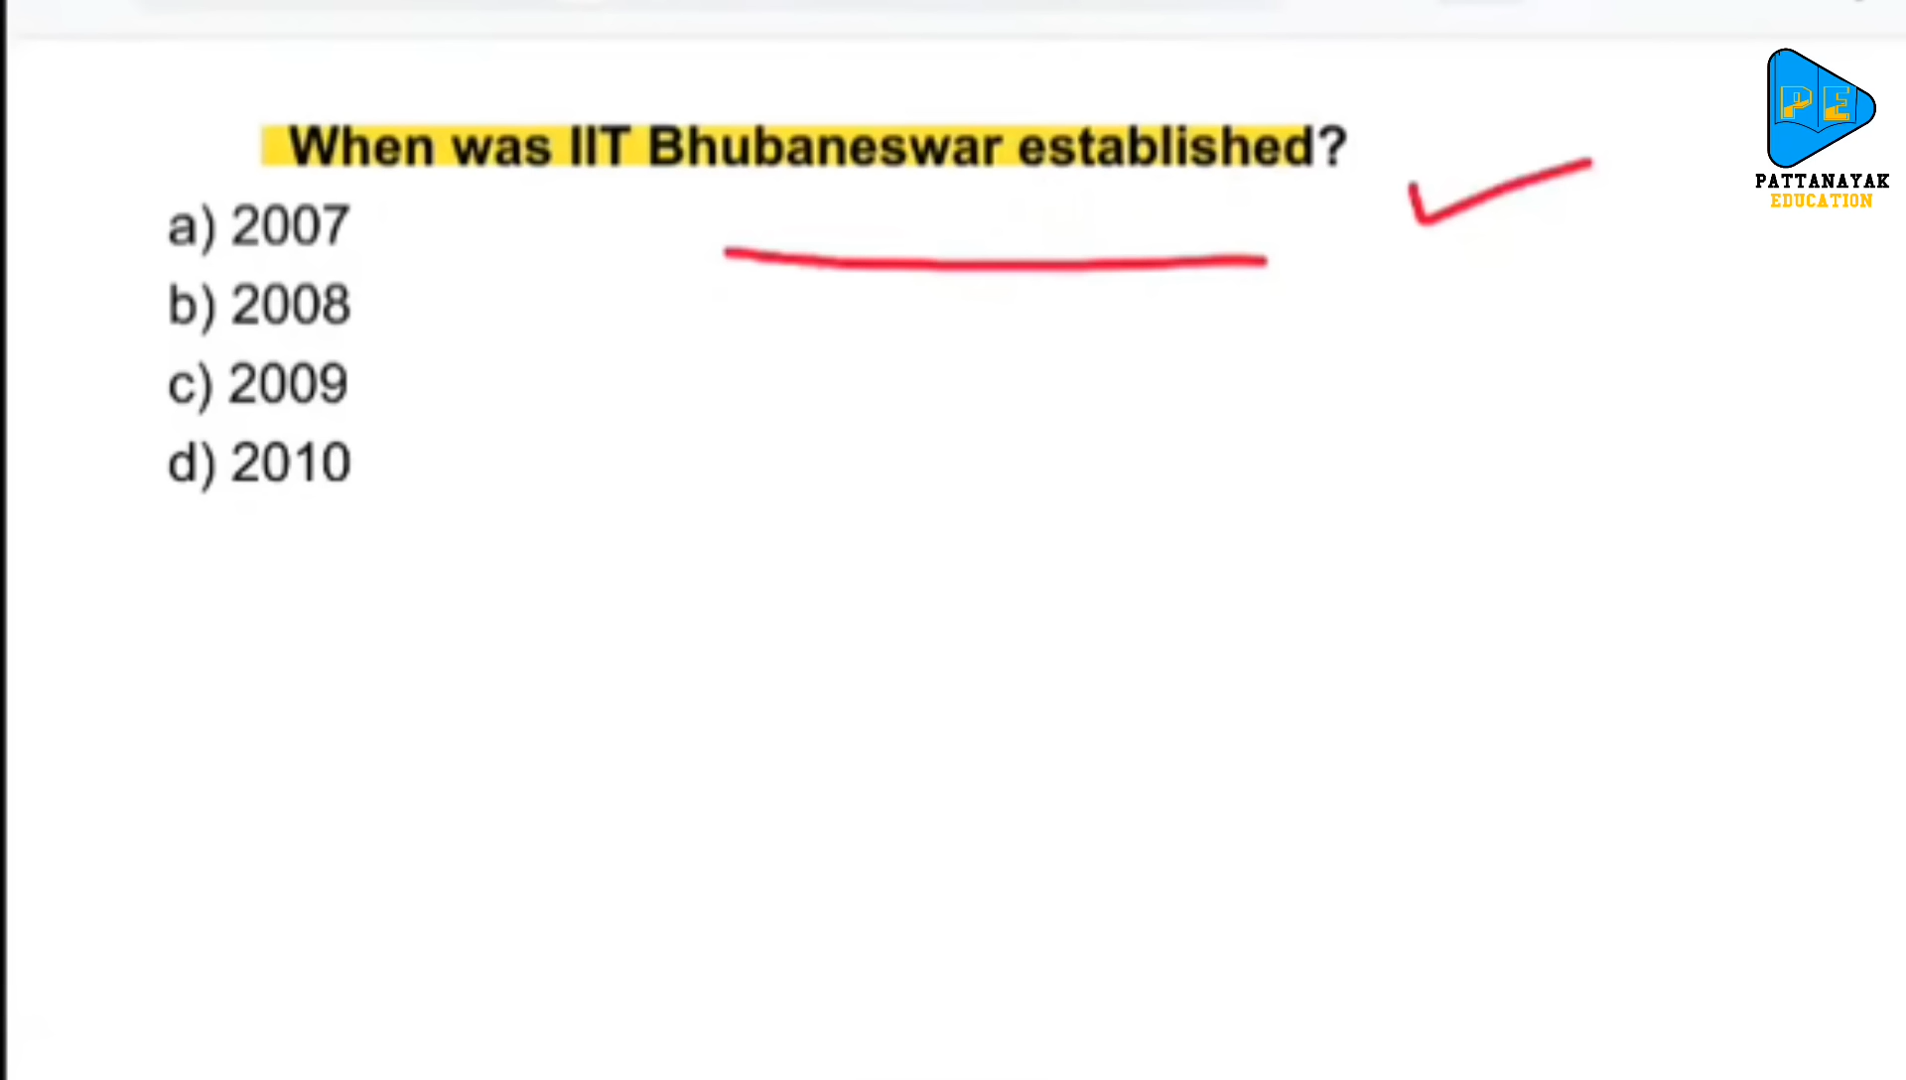 When was IIT Bhubaneswar established?
a) 2007
b) 2008
c) 2009
d) 2010
PE
PATTANAYAK
EDUCATION